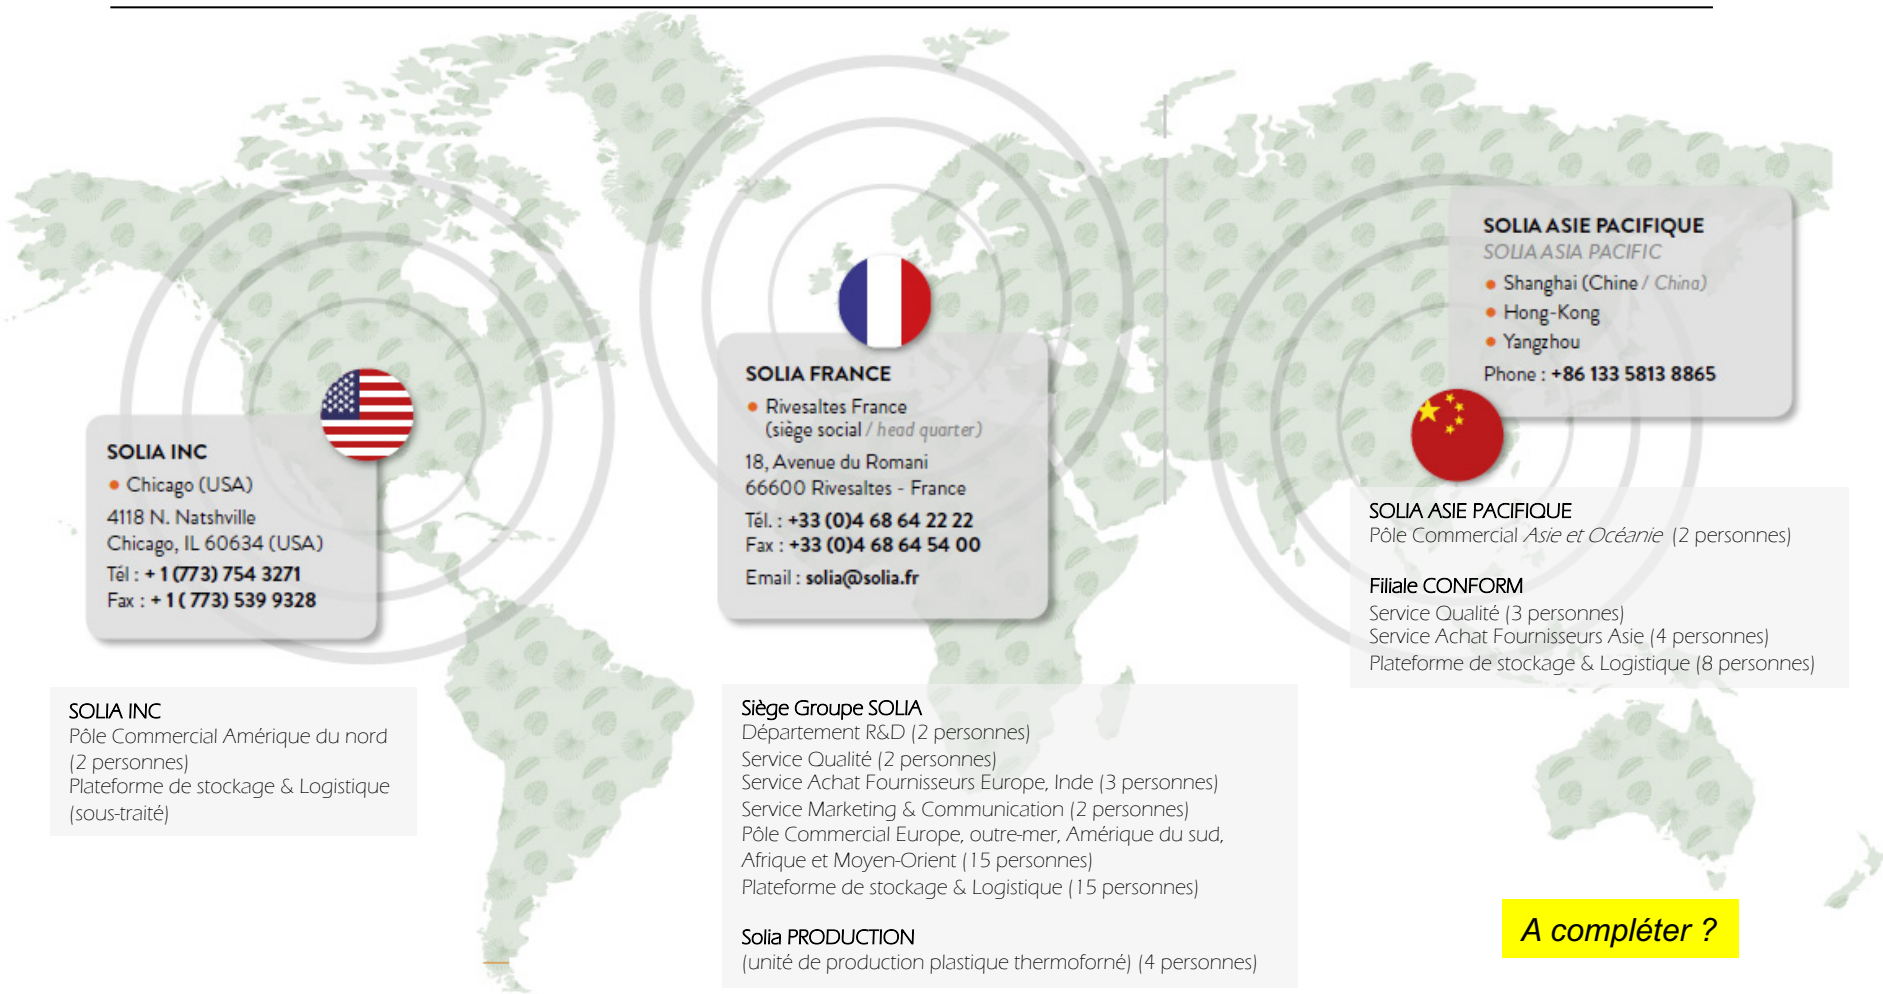 SOLIA INC
• Chicago (USA)
4118 N. Natshville
Chicago, IL 60634 (USA)
Tél : + 1 (773) 754 3271
Fax : + 1 ( 773) 539 9328
SOLIA INC
Pôle Commercial Amérique du nord
(2 personnes)
Plateforme de stockage & Logistique
(sous-traité)
SOLIA FRANCE
• Rivesaltes France
(siège social / head quarter)
18, Avenue du Romani
66600 Rivesaltes - France
Tél. : +33 (0)4 68 64 22 22
Fax : +33 (0)4 68 64 54 00
Email : solia@solia.fr
Siège Groupe SOLIA
Département R&D (2 personnes)
Service Qualité (2 personnes)
Service Achat Fournisseurs Europe, Inde (3 personnes)
Service Marketing & Communication (2 personnes)
Pôle Commercial Europe, outre-mer, Amérique du sud,
Afrique et Moyen-Orient (15 personnes)
Plateforme de stockage & Logistique (15 personnes)
Solia PRODUCTION
(unité de production plastique thermoforné) (4 personnes)
SOLIA ASIE PACIFIQUE
SOLIA ASIA PACIFIC
• Shanghai (Chine / China)
• Hong-Kong
• Yangzhou
Phone : +86 133 5813 8865
SOLIA ASIE PACIFIQUE
Pôle Commercial Asie et Océanie (2 personnes)
Filiale CONFORM
Service Qualité (3 personnes)
Service Achat Fournisseurs Asie (4 personnes)
Plateforme de stockage & Logistique (8 personnes)
A compléter ?